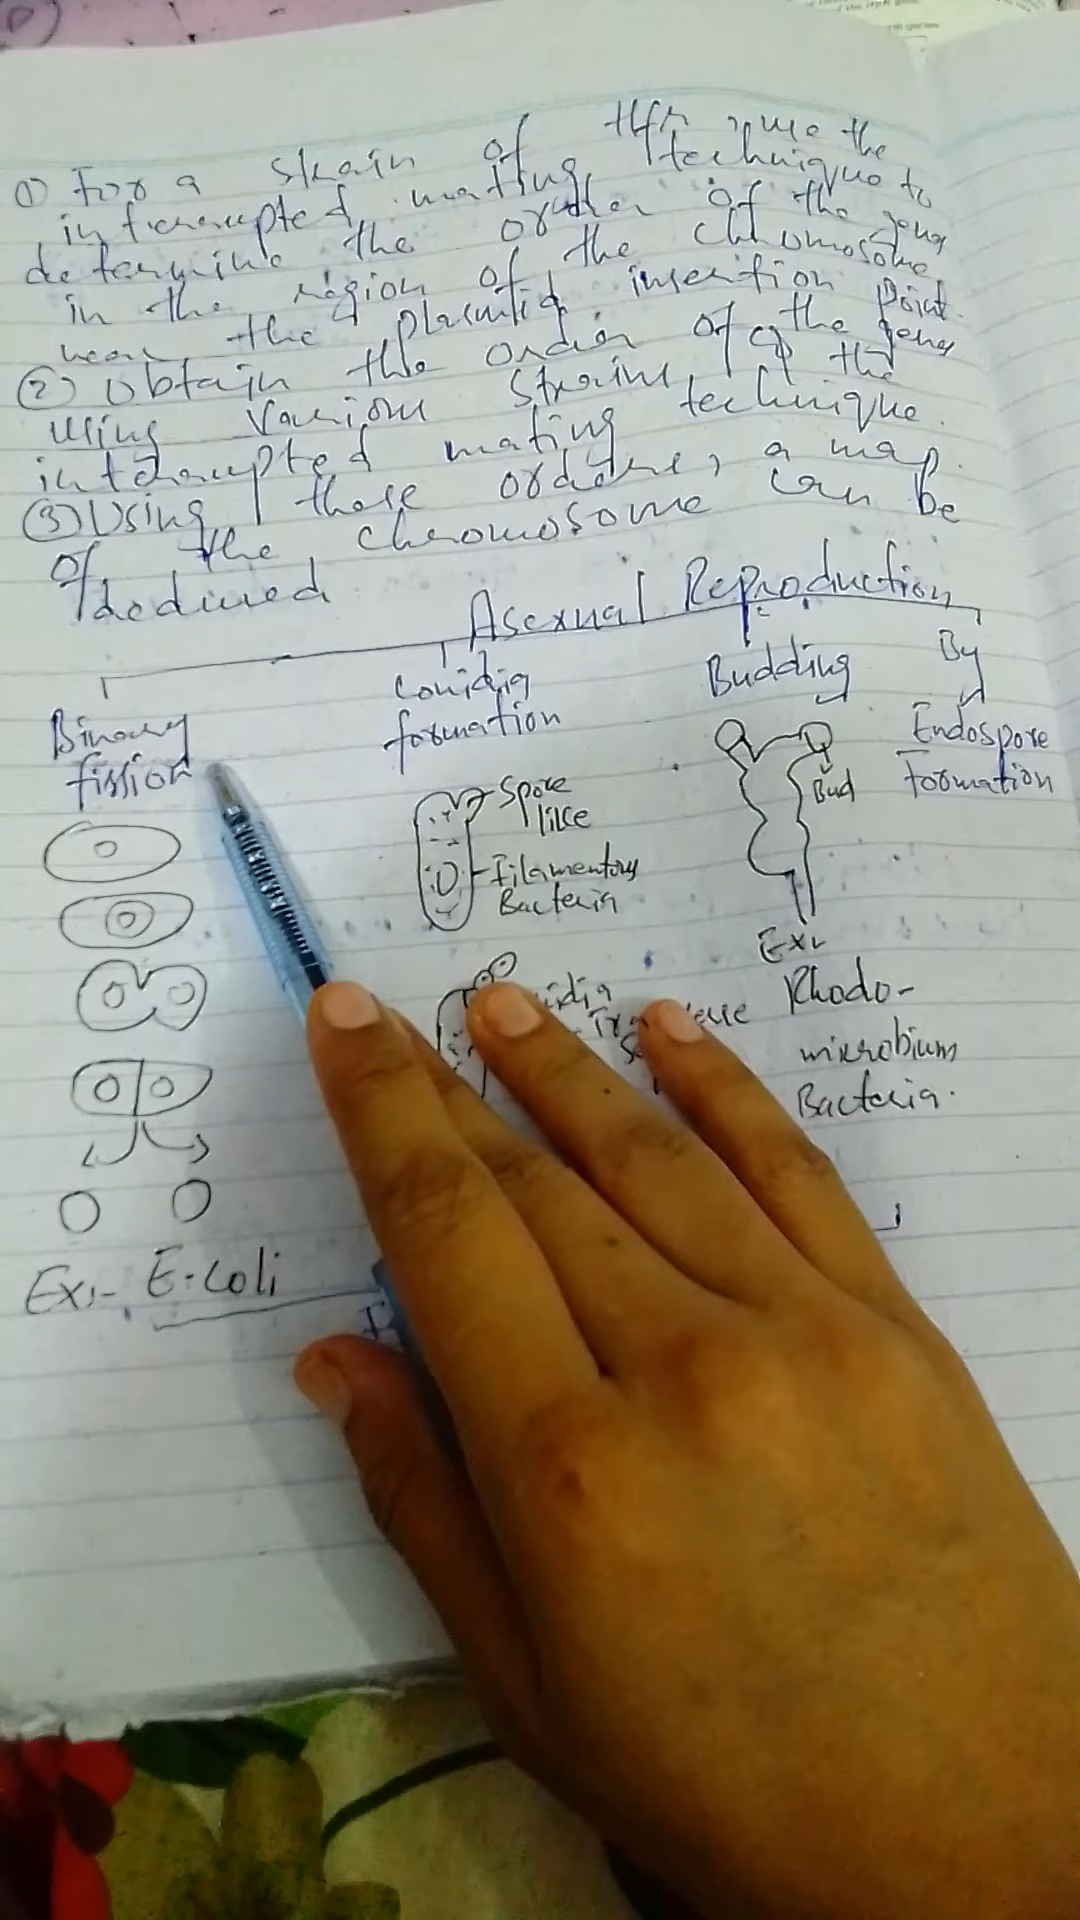 ① For a strain of Hfr, use the
interrupted mating technique to
determine the order of the genes
in the region of the chromosome
near the plasmid insertion point.
② Obtain the order of the genes
using various strains of the
interrupted mating technique.
③ Using these orders, a map
of the chromosome can be
deduced
Asexual Reproduction
Binary
fission
Conidia
formation
Budding
By
Endospore
Formation
Spore
like
Filamentous
Bacteria
Bud
Ex:
Rhodo-
microbium
Bacteria.
Ex:- E.coli